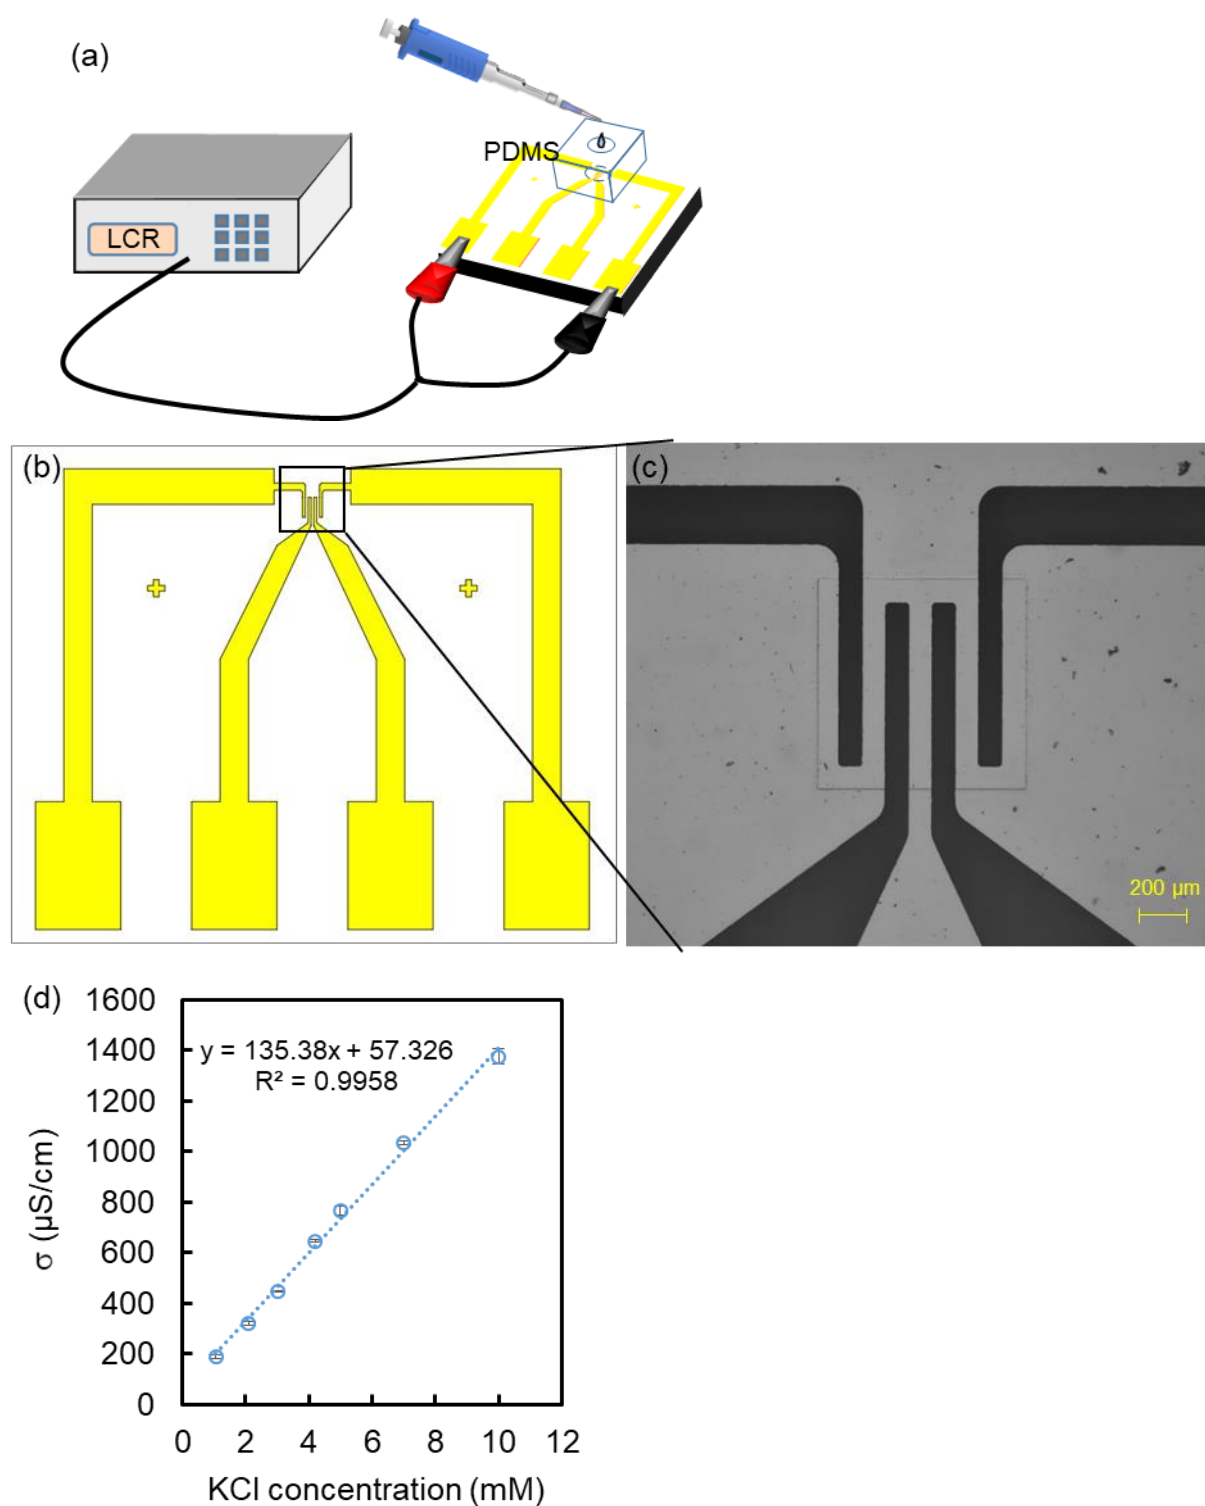 (a)
PDMS
LCR
(b)
(c)
200 µm
(d)
1600
y = 135.38x + 57.326
R² = 0.9958
1400
1200
1000
800
600
400
200
0
σ (µS/cm)
0 2 4 6 8 10 12
KCl concentration (mM)